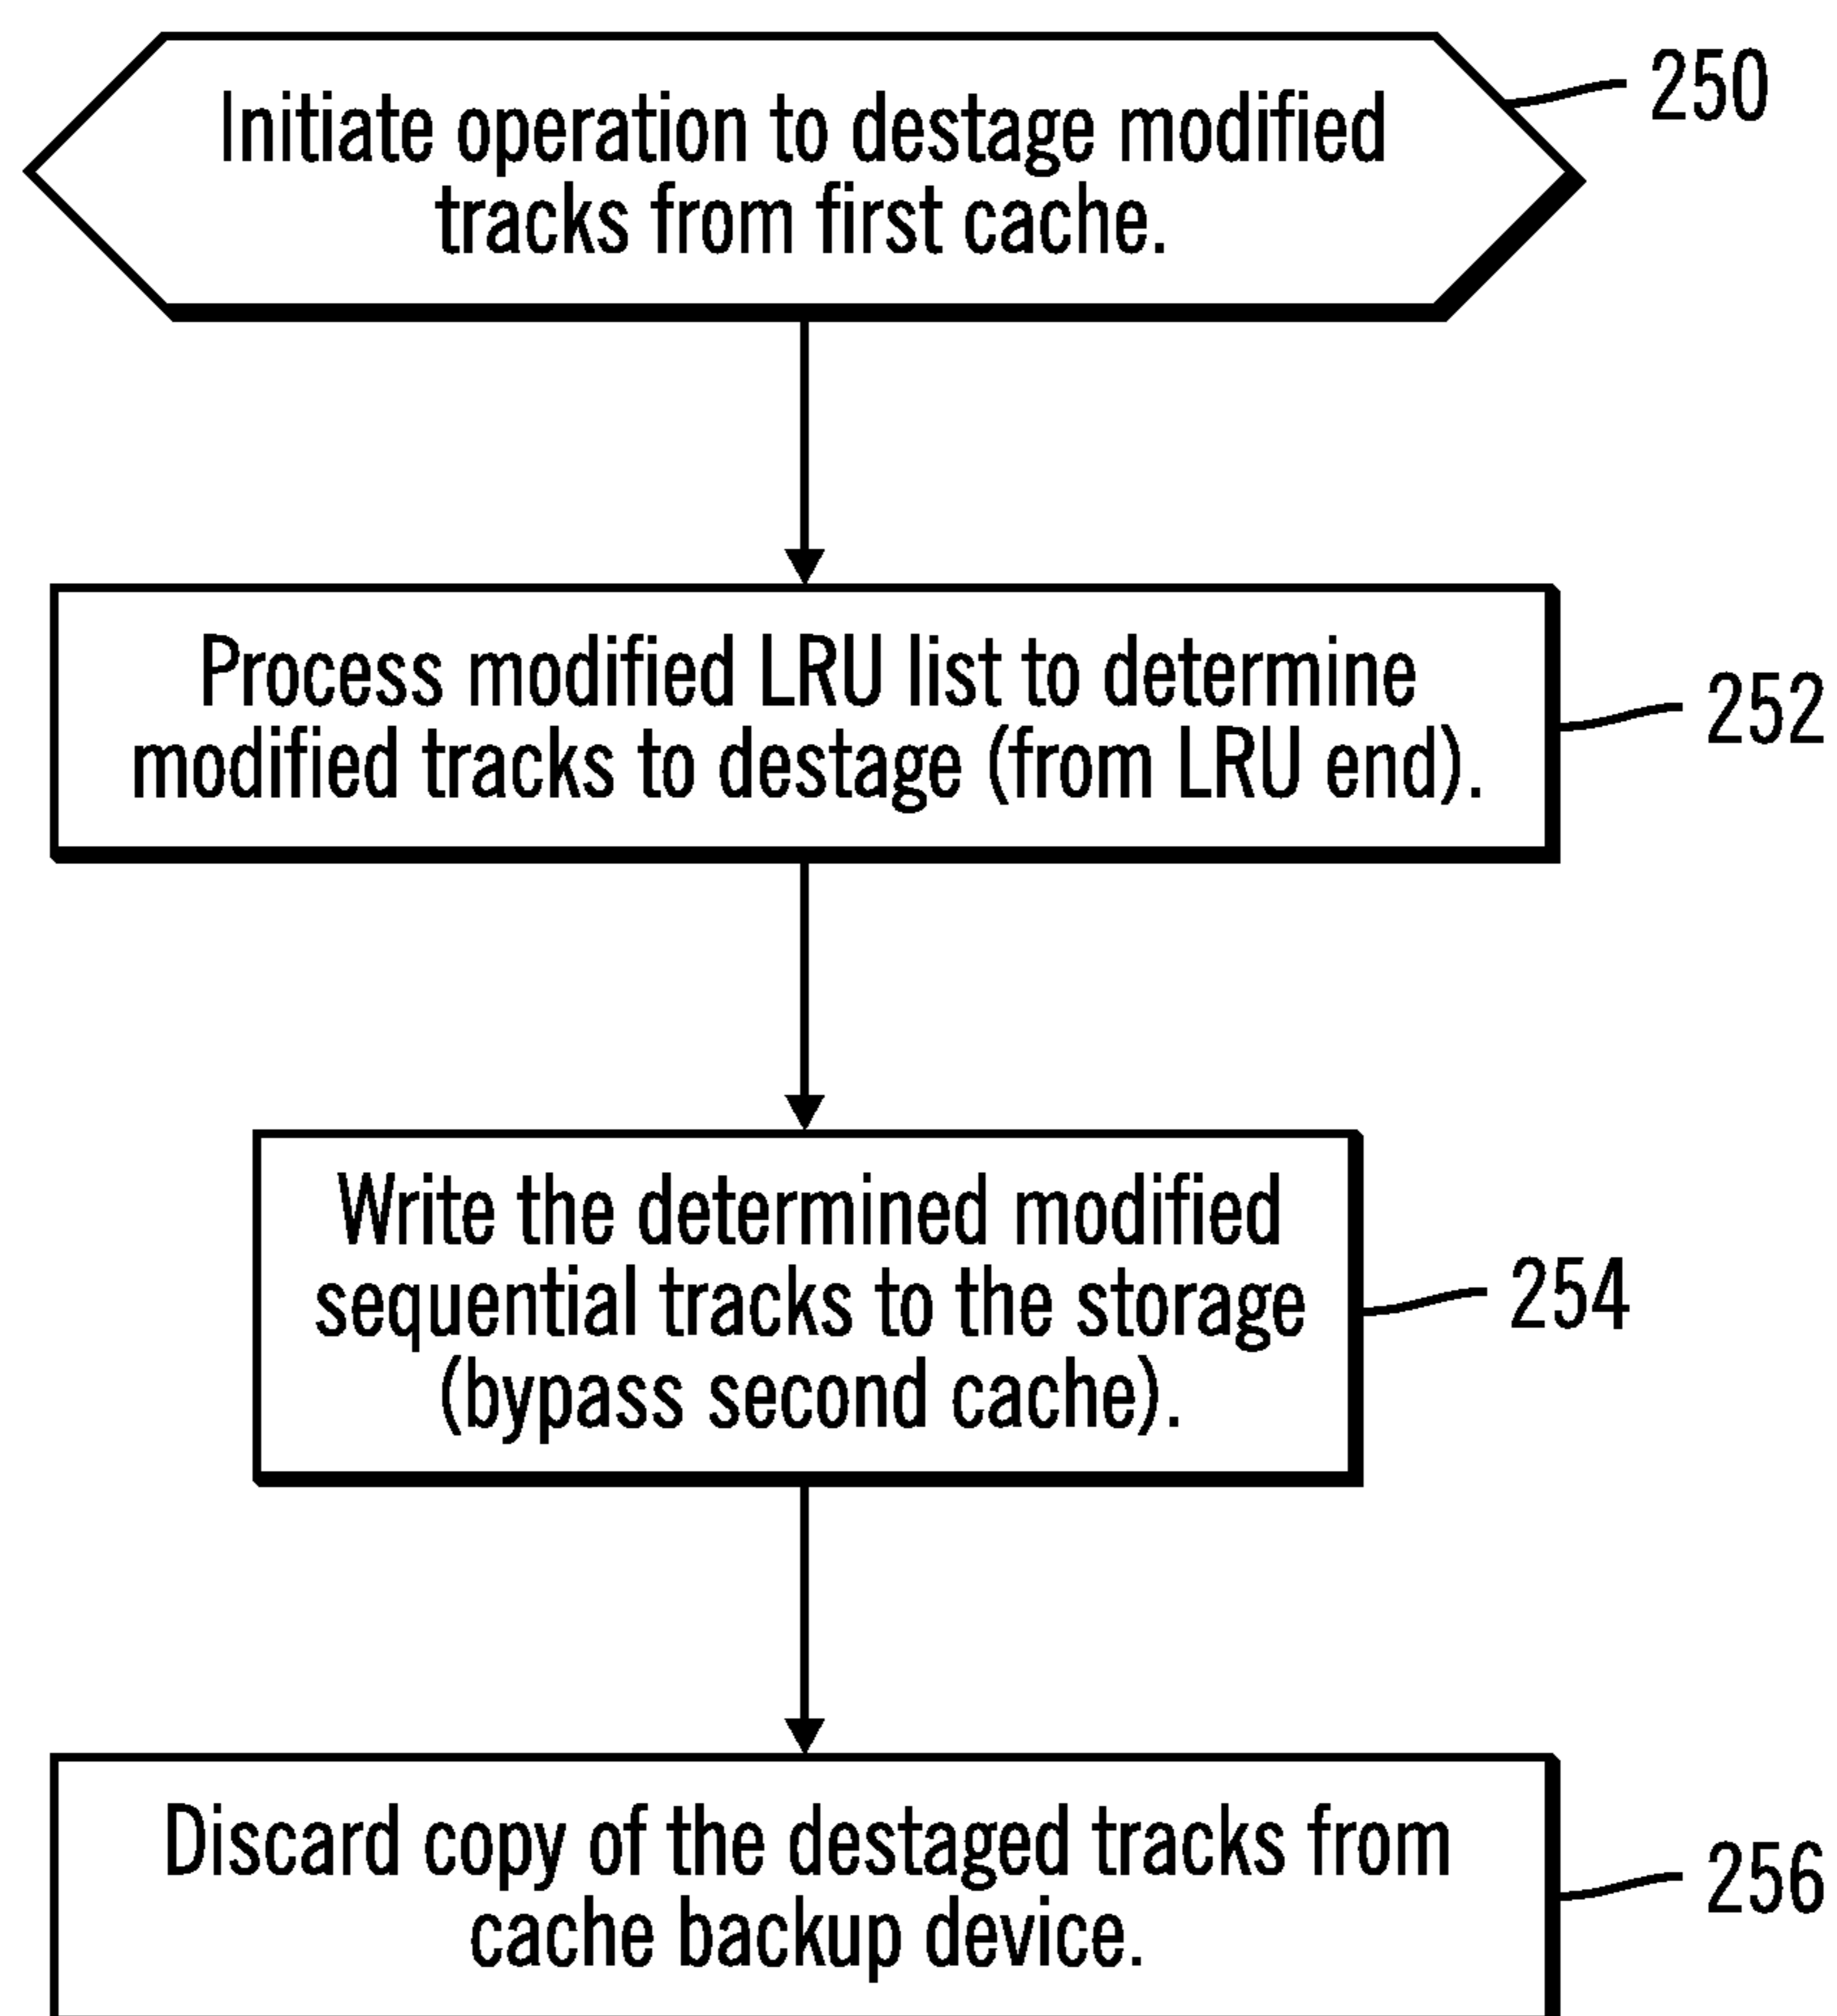 Initiate operation to destage modified
tracks from first cache.
250
Process modified LRU list to determine
modified tracks to destage (from LRU end).
252
Write the determined modified
sequential tracks to the storage
(bypass second cache).
254
Discard copy of the destaged tracks from
cache backup device.
256